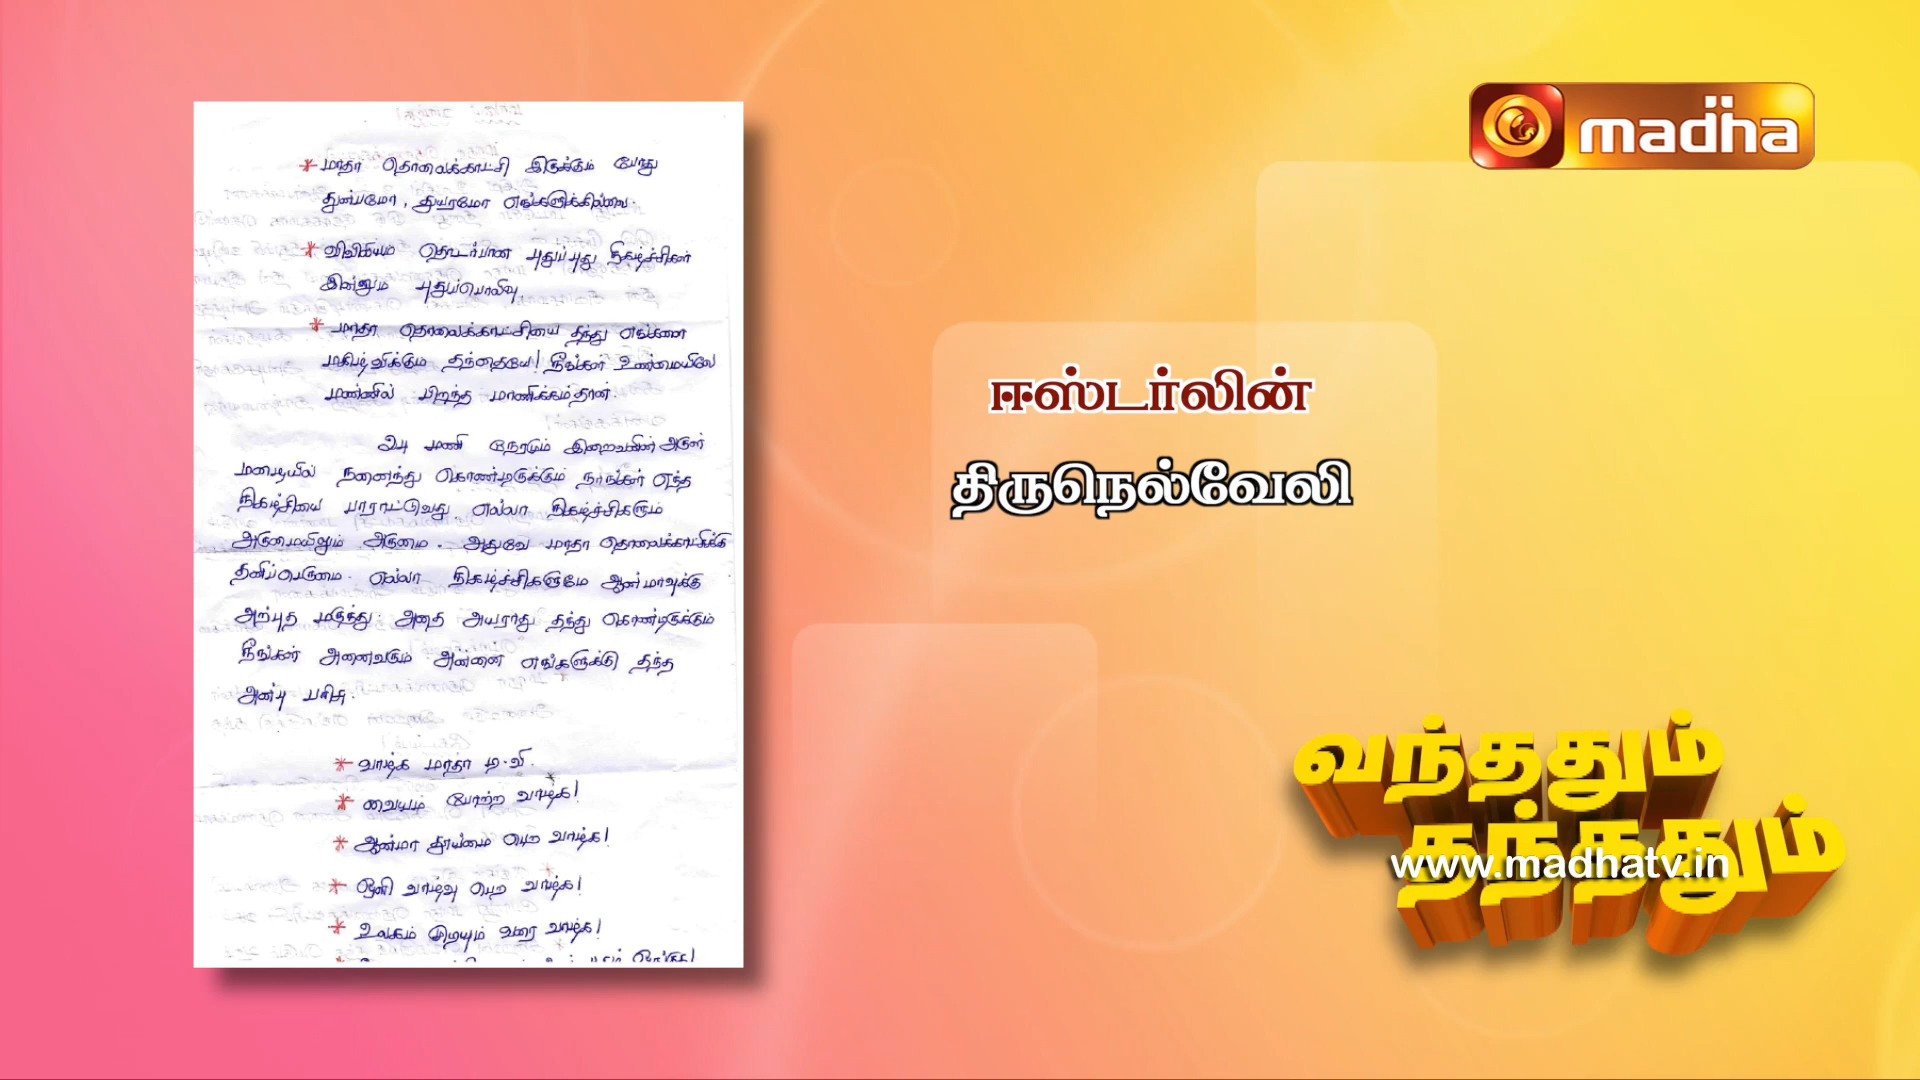 * மாதா தொலைக்காட்சி இருக்கும் போது
துன்பமோ, துயரமோ எங்களுக்கில்லை.
* விவிலியம் தொடர்பான புதுப்புது நிகழ்ச்சிகள்
இன்னும் புதுப்பொலிவு
* மாதா தொலைக்காட்சியை தந்து எங்களை
மகிழ்விக்கும் தந்தையே! நீங்கள் உண்மையிலே
மண்ணில் பிறந்த மாணிக்கம்தான்.
24 மணி நேரமும் இறைவனின் அருள்
மழையில் நனைந்து கொண்டிருக்கும் நாங்கள் எந்த
நிகழ்ச்சியை பாராட்டுவது எல்லா நிகழ்ச்சிகளும்
அருமையிலும் அருமை. அதுவே மாதா தொலைக்காட்சிக்கு
தனிப்பெருமை. எல்லா நிகழ்ச்சிகளுமே ஆன்மாவுக்கு
அற்புத மருந்து. அதை அயராது தந்து கொண்டிருக்கும்
நீங்கள் அனைவரும் அன்னை எங்களுக்கு தந்த
அன்பு பரிசு.
* வாழ்க மாதா டி.வி.
* வையம் போற்ற வாழ்க!
* ஆன்மா தூய்மை பெற வாழ்க!
* ஒளி வாழ்வு பெற வாழ்க!
* உலகம் முடியும் வரை வாழ்க!
ஈஸ்டர்லின்
திருநெல்வேலி
madha
வந்ததும்
தந்ததும்
www.madhatv.in